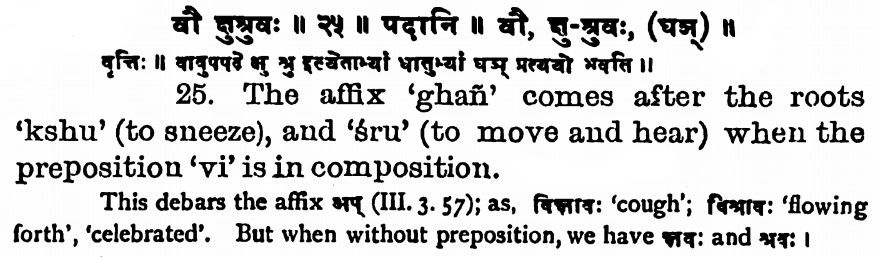 वौ क्षुश्रुवः ॥ २५ ॥ पदानि ॥ वौ, क्षु-श्रुवः, (घञ्) ॥
वृत्तिः ॥ वावुपपदे क्षु श्रु इत्येताभ्यां धातुभ्यां घञ् प्रत्ययो भवति ॥
25. The affix ‘ghañ’ comes after the roots
‘kshu’ (to sneeze), and ‘śru’ (to move and hear) when the
preposition ‘vi’ is in composition.
This debars the affix अप् (III. 3. 57); as, विक्षावः ‘cough’; विश्रावः ‘flowing
forth’, ‘celebrated’. But when without preposition, we have क्षवः and श्रवः ।